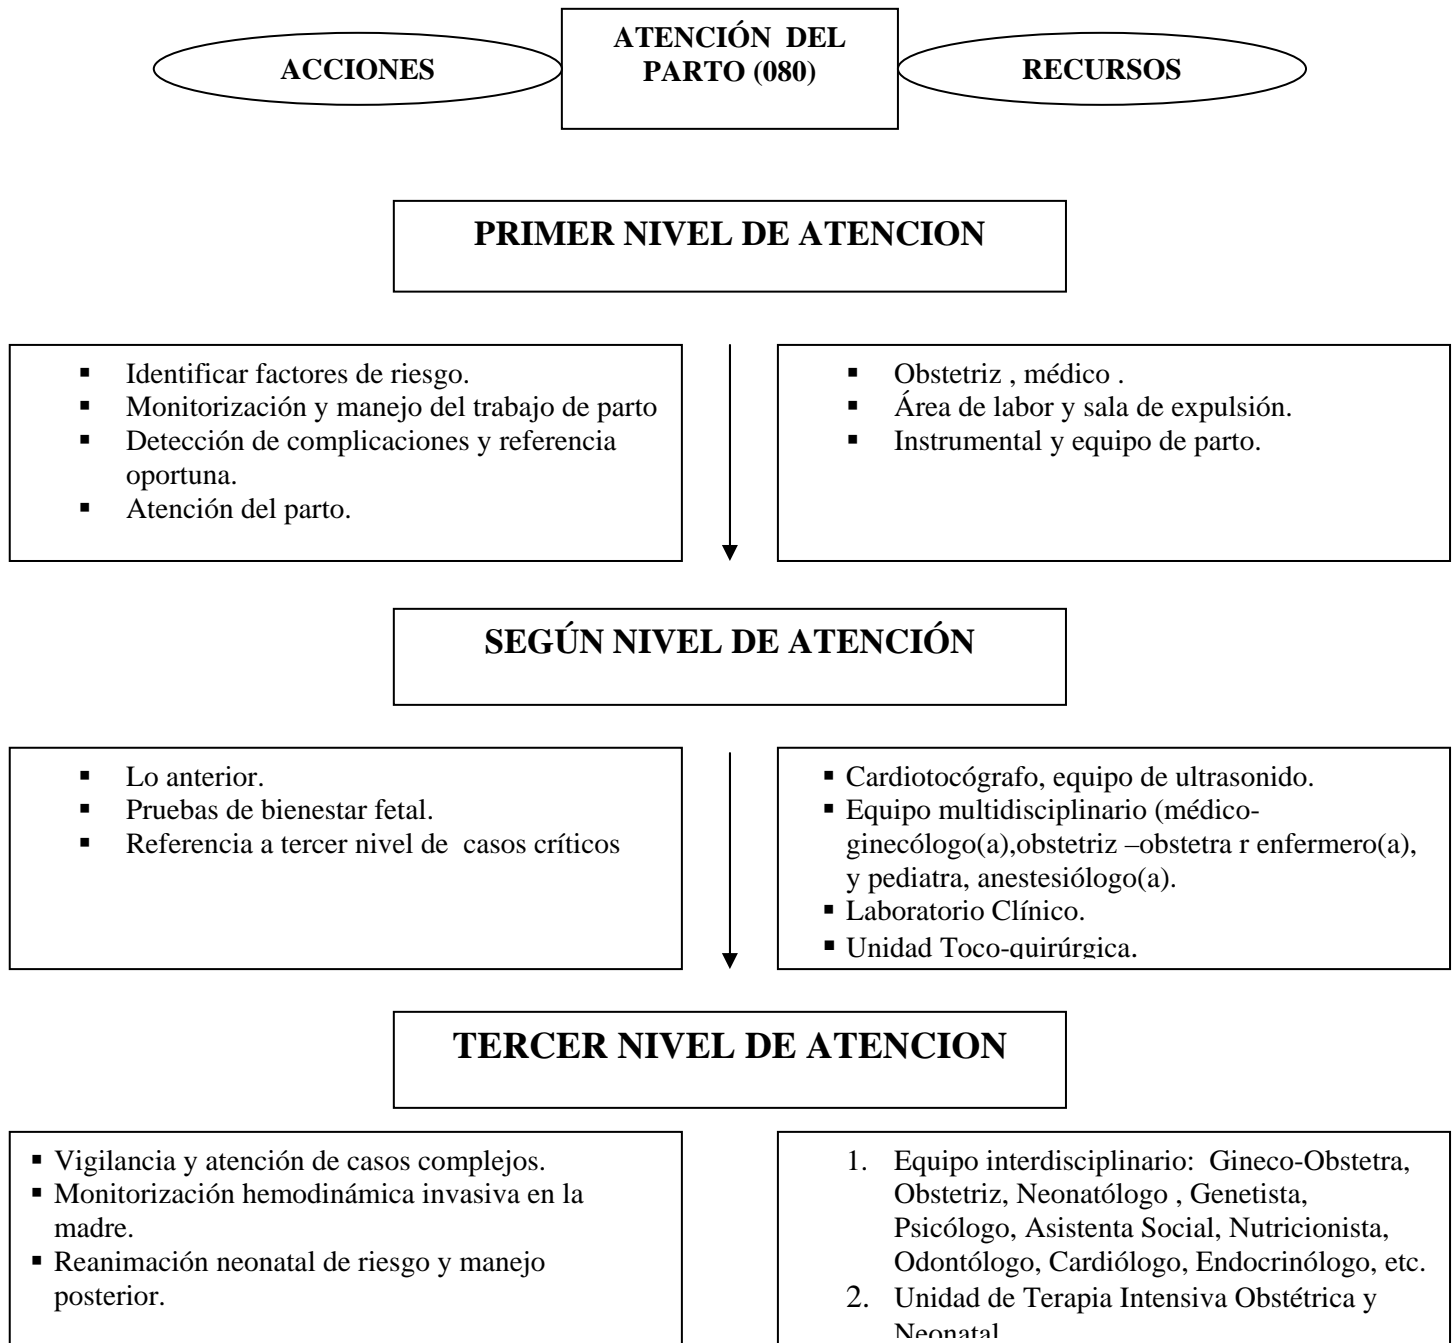 ACCIONES
ATENCIÓN DEL
PARTO (080)
RECURSOS
PRIMER NIVEL DE ATENCION
▪ Identificar factores de riesgo.
▪ Monitorización y manejo del trabajo de parto
▪ Detección de complicaciones y referencia
oportuna.
▪ Atención del parto.
▪ Obstetriz , médico .
▪ Área de labor y sala de expulsión.
▪ Instrumental y equipo de parto.
SEGÚN NIVEL DE ATENCIÓN
▪ Lo anterior.
▪ Pruebas de bienestar fetal.
▪ Referencia a tercer nivel de casos críticos
▪ Cardiotocógrafo, equipo de ultrasonido.
▪ Equipo multidisciplinario (médico-
ginecólogo(a),obstetriz –obstetra r enfermero(a),
y pediatra, anestesiólogo(a).
▪ Laboratorio Clínico.
▪ Unidad Toco-quirúrgica.
TERCER NIVEL DE ATENCION
▪ Vigilancia y atención de casos complejos.
▪ Monitorización hemodinámica invasiva en la
madre.
▪ Reanimación neonatal de riesgo y manejo
posterior.
1. Equipo interdisciplinario: Gineco-Obstetra,
Obstetriz, Neonatólogo , Genetista,
Psicólogo, Asistenta Social, Nutricionista,
Odontólogo, Cardiólogo, Endocrinólogo, etc.
2. Unidad de Terapia Intensiva Obstétrica y
Neonatal